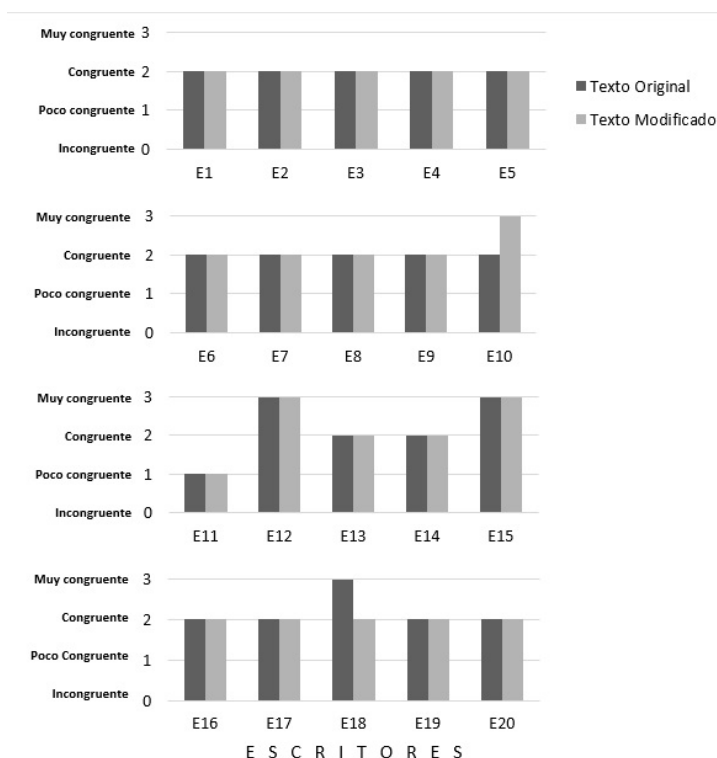 Muy congruente 3
Congruente 2
Poco congruente 1
Incongruente 0
E1 E2 E3 E4 E5
Texto Original
Texto Modificado
Muy congruente 3
Congruente 2
Poco congruente 1
Incongruente 0
E6 E7 E8 E9 E10
Muy congruente 3
Congruente 2
Poco congruente 1
Incongruente 0
E11 E12 E13 E14 E15
Muy congruente 3
Congruente 2
Poco Congruente 1
Incongruente 0
E16 E17 E18 E19 E20
E S C R I T O R E S